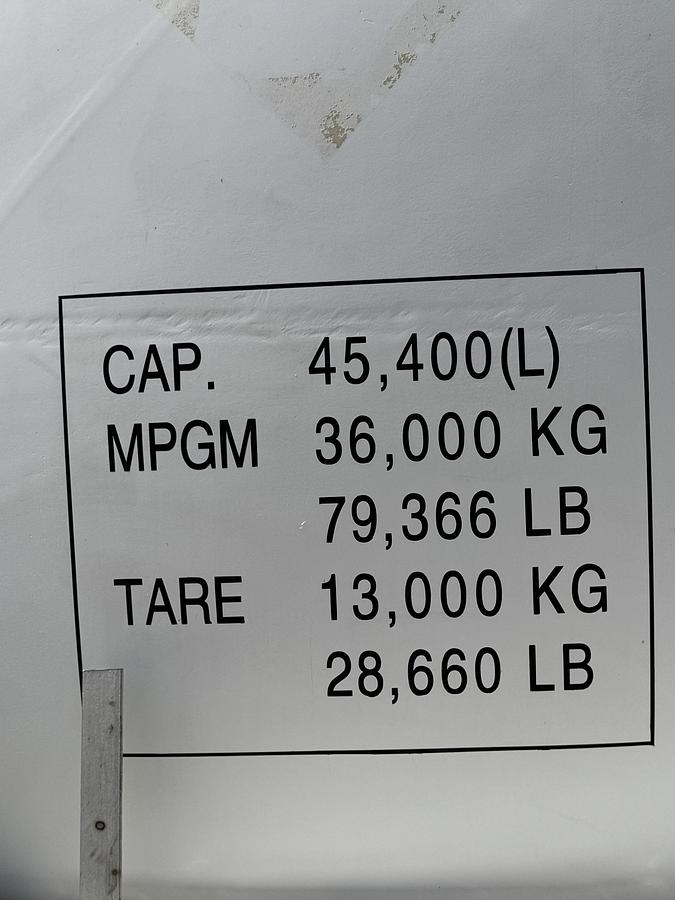 CAP. 45,400(L)
MPGM 36,000 KG
79,366 LB
TARE 13,000 KG
28,660 LB